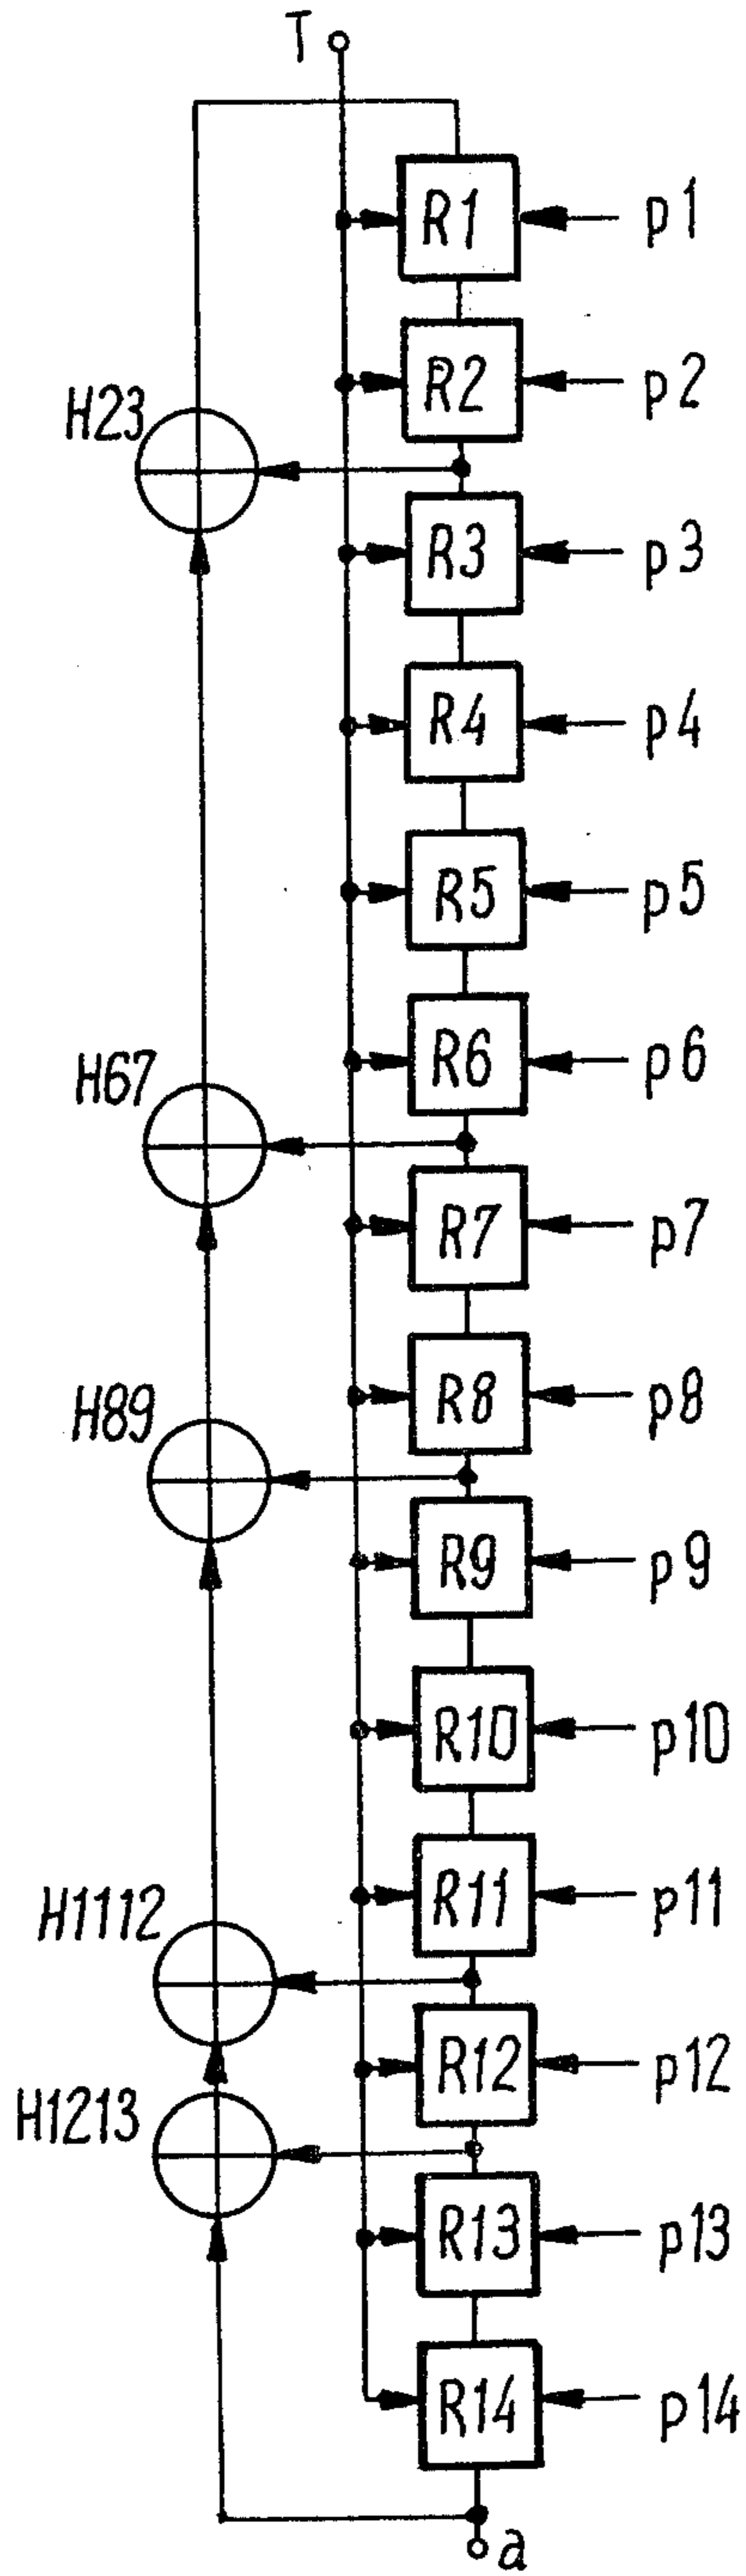 T
R1 p1
R2 p2
H23
R3 p3
R4 p4
R5 p5
R6 p6
H67
R7 p7
R8 p8
H89
R9 p9
R10 p10
R11 p11
H1112
R12 p12
H1213
R13 p13
R14 p14
a